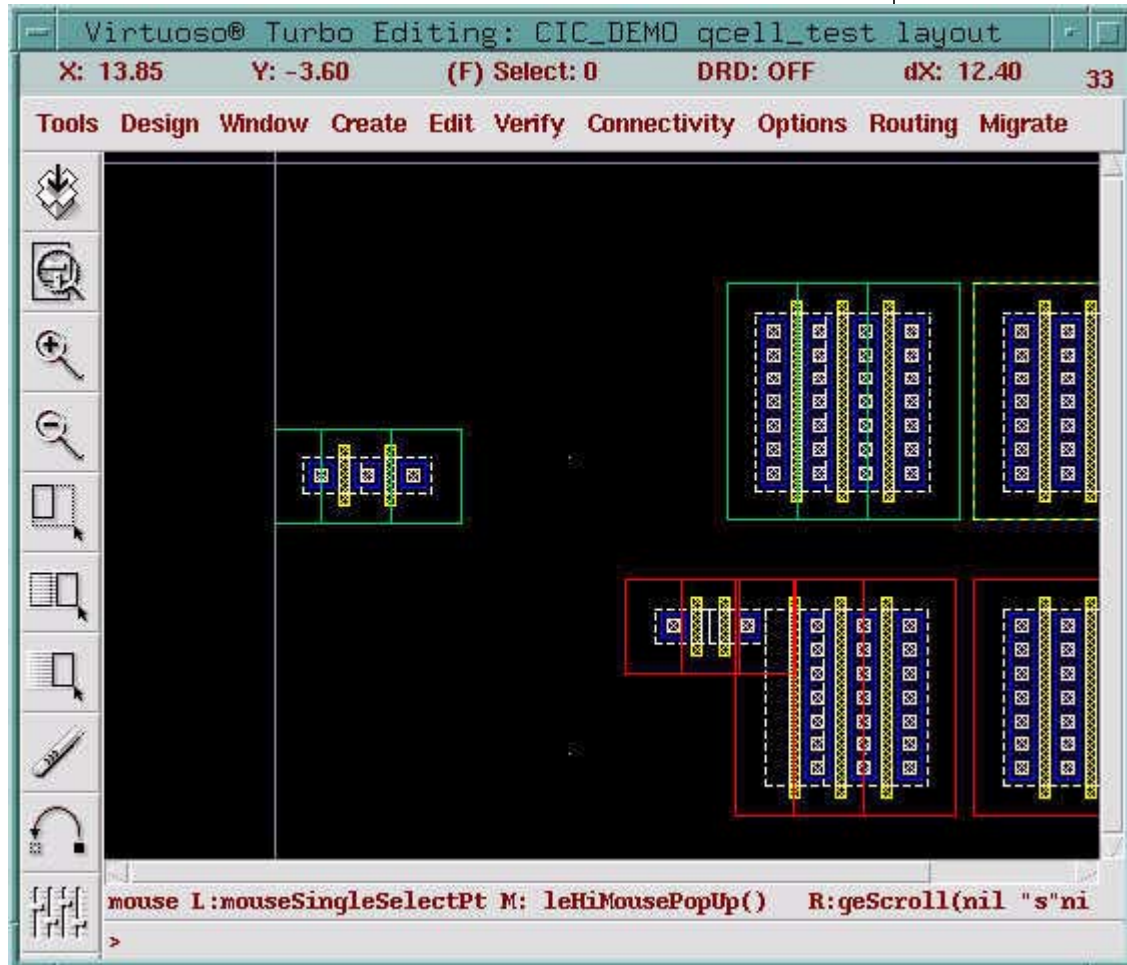 Virtuoso® Turbo Editing: CIC_DEMO qcell_test layout
X: 13.85 Y: -3.60 (F) Select: 0 DRD: OFF dX: 12.40 33
Tools Design Window Create Edit Verify Connectivity Options Routing Migrate
mouse L:mouseSingleSelectPt M: leHiMousePopUp() R:geScroll(nil "s"ni
>